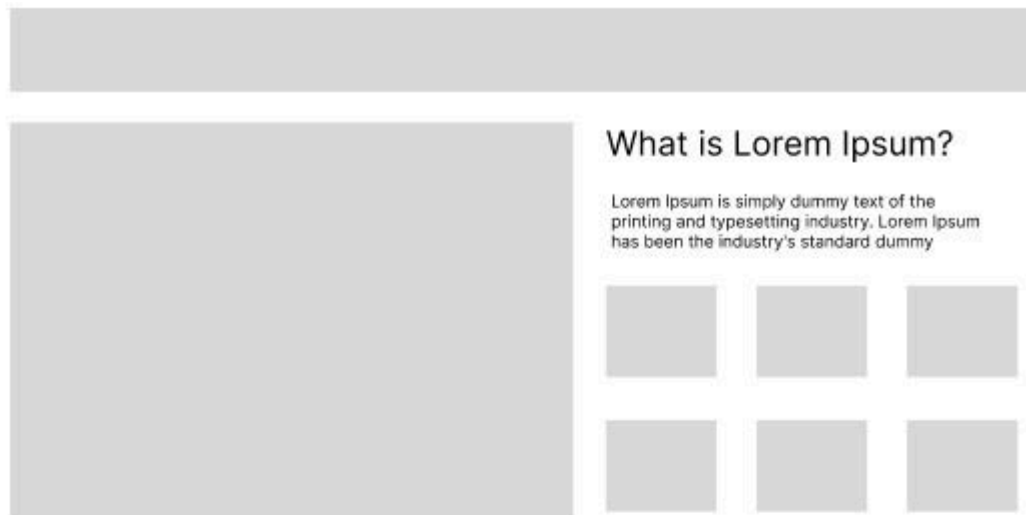 What is Lorem Ipsum?
Lorem Ipsum is simply dummy text of the
printing and typesetting industry. Lorem Ipsum
has been the industry's standard dummy